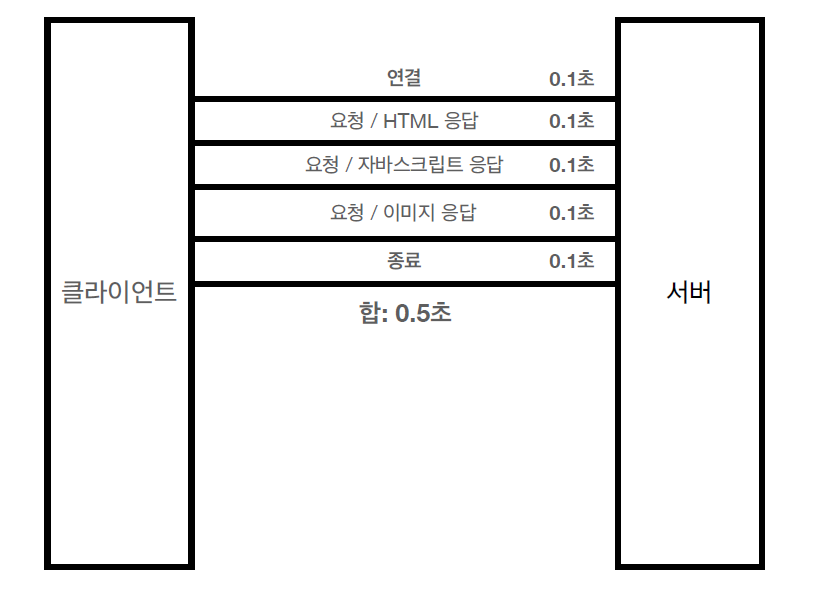 연결 0.1초
요청 / HTML 응답 0.1초
요청 / 자바스크립트 응답 0.1초
요청 / 이미지 응답 0.1초
종료 0.1초
클라이언트
서버
합: 0.5초